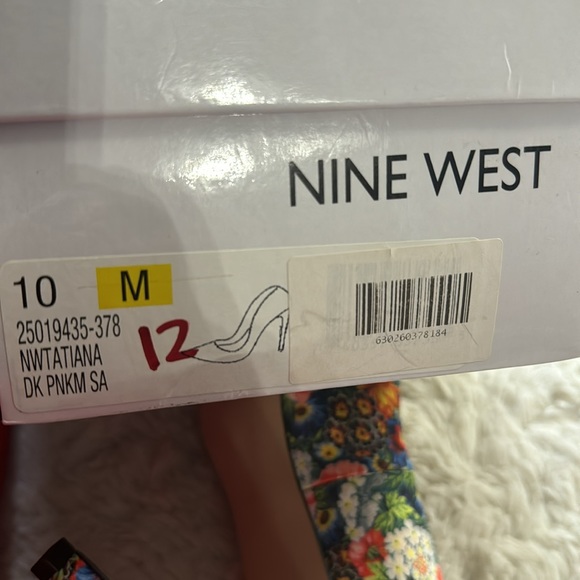 NINE WEST
10 M
25019435-378
NWTATIANA
DK PNKM SA
12
630260378184